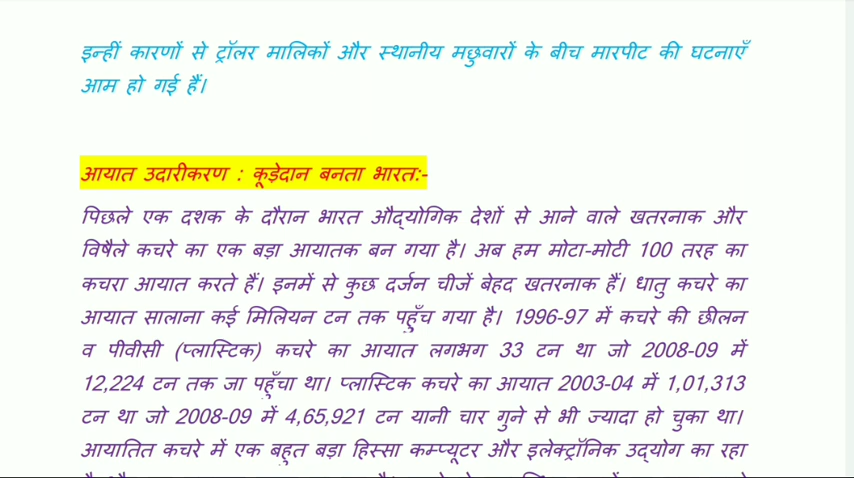 इन्हीं कारणों से ट्रॉलर मालिकों और स्थानीय मछुवारों के बीच मारपीट की घटनाएँ
आम हो गई हैं।
आयात उदारीकरण : कूड़ेदान बनता भारत:-
पिछले एक दशक के दौरान भारत औद्योगिक देशों से आने वाले खतरनाक और
विषैले कचरे का एक बड़ा आयातक बन गया है। अब हम मोटा-मोटी 100 तरह का
कचरा आयात करते हैं। इनमें से कुछ दर्जन चीजें बेहद खतरनाक हैं। धातु कचरे का
आयात सालाना कई मिलियन टन तक पहुँच गया है। 1996-97 में कचरे की छीलन
व पीवीसी (प्लास्टिक) कचरे का आयात लगभग 33 टन था जो 2008-09 में
12,224 टन तक जा पहुँचा था। प्लास्टिक कचरे का आयात 2003-04 में 1,01,313
टन था जो 2008-09 में 4,65,921 टन यानी चार गुने से भी ज्यादा हो चुका था।
आयातित कचरे में एक बहुत बड़ा हिस्सा कम्प्यूटर और इलेक्ट्रॉनिक उद्योग का रहा